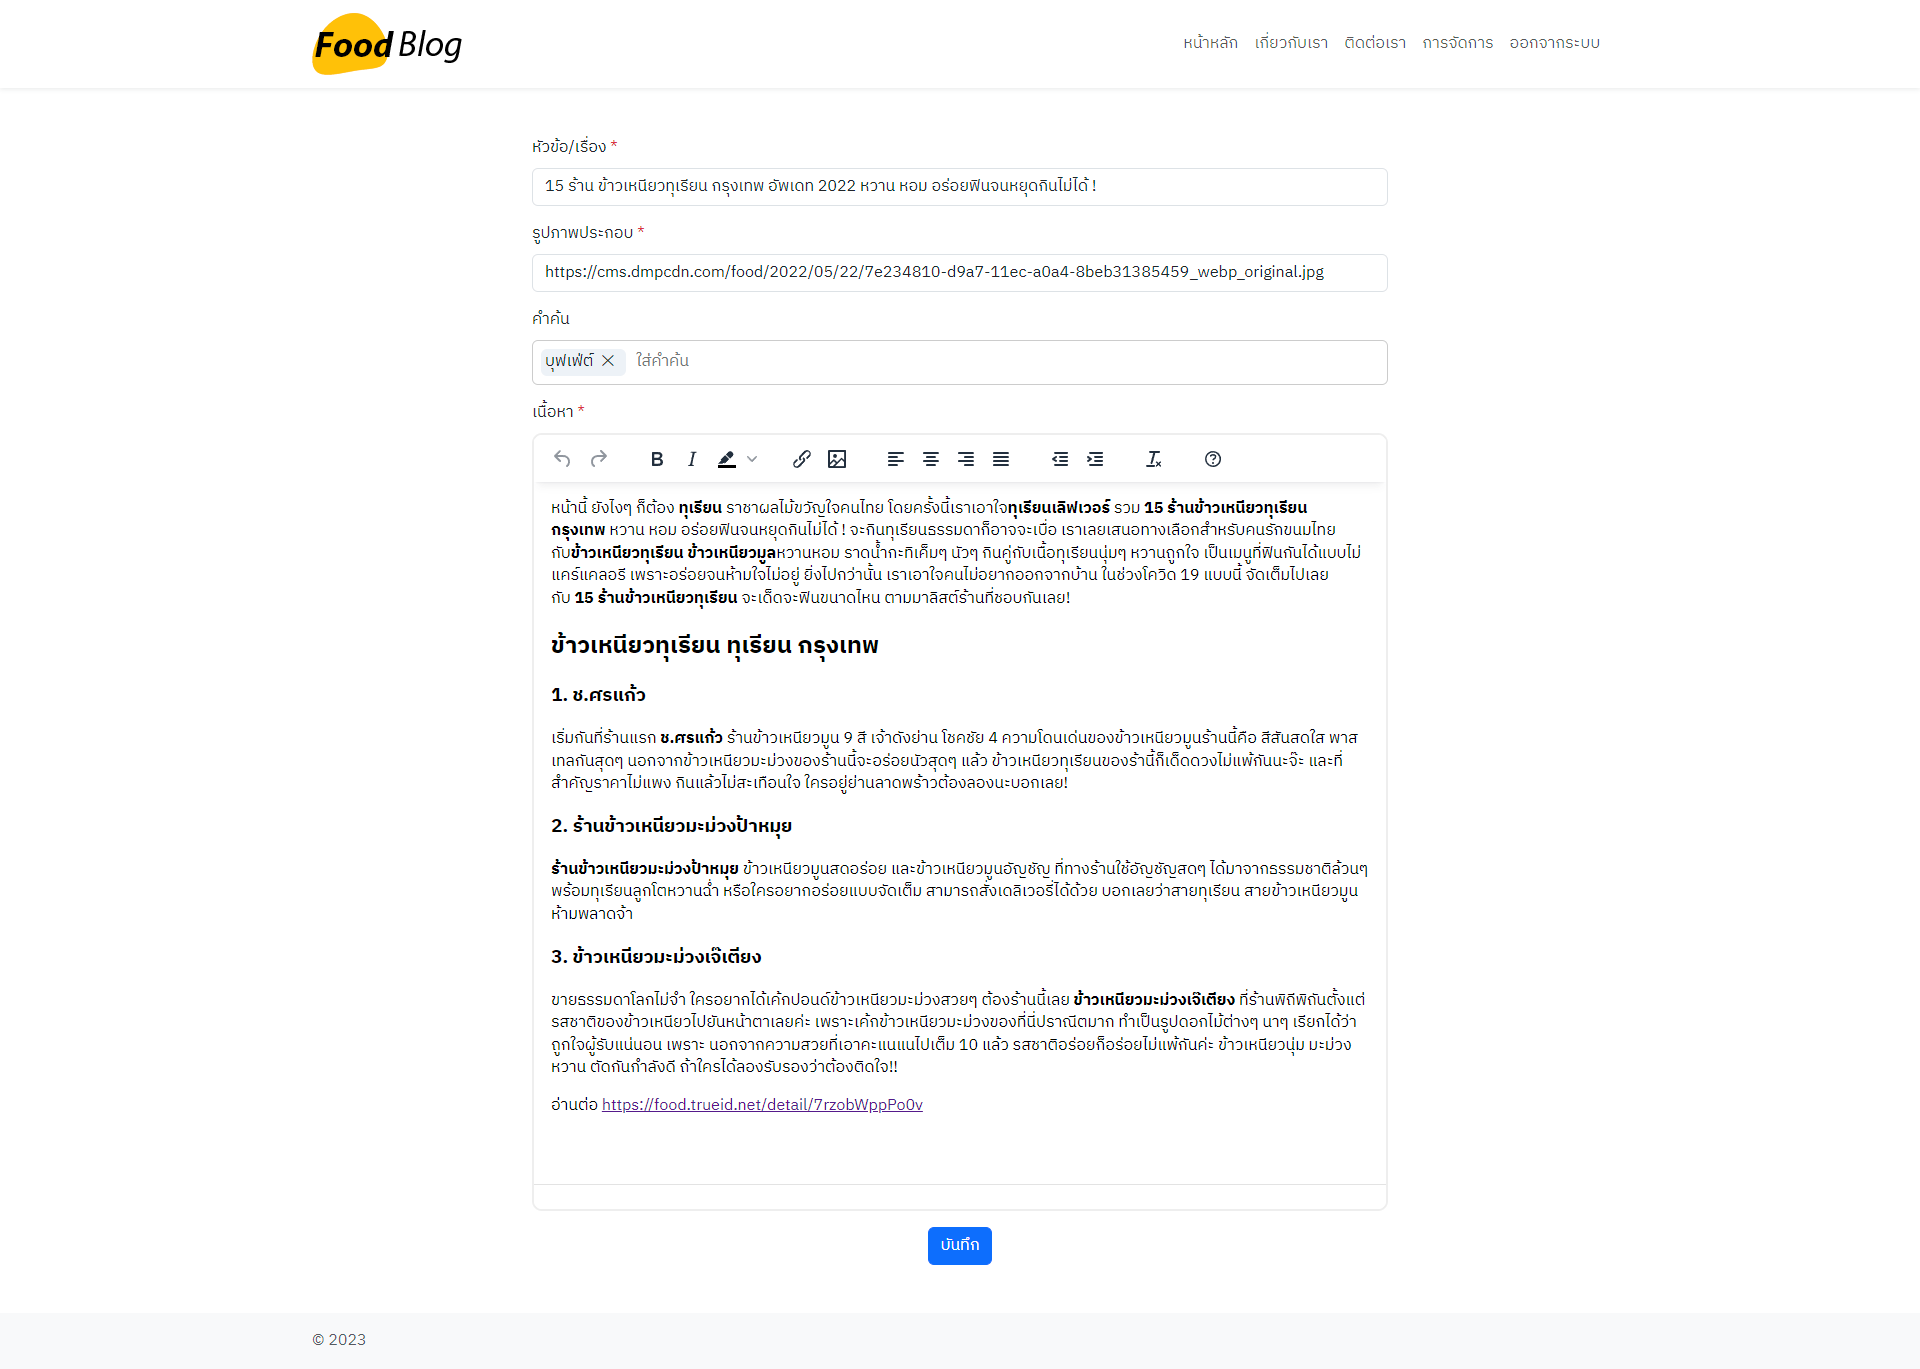 Food Blog
หน้าหลัก เกี่ยวกับเรา ติดต่อเรา การจัดการ ออกจากระบบ
หัวข้อ/เรื่อง *
15 ร้าน ข้าวเหนียวทุเรียน กรุงเทพ อัพเดท 2022 หวาน หอม อร่อยฟินจนหยุดกินไม่ได้ !
รูปภาพประกอบ *
https://cms.dmpcdn.com/food/2022/05/22/7e234810-d9a7-11ec-a0a4-8beb31385459_webp_original.jpg
คำค้น
บุฟเฟ่ต์ ใส่คำค้น
เนื้อหา *
หน้านี้ ยังไงๆ ก็ต้อง ทุเรียน ราชาผลไม้ขวัญใจคนไทย โดยครั้งนี้เราเอาใจทุเรียนเลิฟเวอร์ รวม 15 ร้านข้าวเหนียวทุเรียน
กรุงเทพ หวาน หอม อร่อยฟินจนหยุดกินไม่ได้ ! จะกินทุเรียนธรรมดาก็อาจจะเบื่อ เราเลยเสนอทางเลือกสำหรับคนรักขนมไทย
กับข้าวเหนียวทุเรียน ข้าวเหนียวมูลหวานหอม ราดน้ำกะทิเค็มๆ นัวๆ กินคู่กับเนื้อทุเรียนนุ่มๆ หวานถูกใจ เป็นเมนูที่ฟินกันได้แบบไม่
แคร์แคลอรี เพราะอร่อยจนห้ามใจไม่อยู่ ยิ่งไปกว่านั้น เราเอาใจคนไม่อยากออกจากบ้าน ในช่วงโควิด 19 แบบนี้ จัดเต็มไปเลย
กับ 15 ร้านข้าวเหนียวทุเรียน จะเด็ดจะฟินขนาดไหน ตามมาลิสต์ร้านที่ชอบกันเลย!
ข้าวเหนียวทุเรียน ทุเรียน กรุงเทพ
1. ช.ศรแก้ว
เริ่มกันที่ร้านแรก ช.ศรแก้ว ร้านข้าวเหนียวมูน 9 สี เจ้าดังย่าน โชคชัย 4 ความโดนเด่นของข้าวเหนียวมูนร้านนี้คือ สีสันสดใส พาส
เทลกันสุดๆ นอกจากข้าวเหนียวมะม่วงของร้านนี้จะอร่อยนัวสุดๆ แล้ว ข้าวเหนียวทุเรียนของร้านี้ก็เด็ดดวงไม่แพ้กันนะจ๊ะ และที่
สำคัญราคาไม่แพง กินแล้วไม่สะเทือนใจ ใครอยู่ย่านลาดพร้าวต้องลองนะบอกเลย!
2. ร้านข้าวเหนียวมะม่วงป้าหมุย
ร้านข้าวเหนียวมะม่วงป้าหมุย ข้าวเหนียวมูนสดอร่อย และข้าวเหนียวมูนอัญชัญ ที่ทางร้านใช้อัญชัญสดๆ ได้มาจากธรรมชาติล้วนๆ
พร้อมทุเรียนลูกโตหวานฉ่ำ หรือใครอยากอร่อยแบบจัดเต็ม สามารถสั่งเดลิเวอรี่ได้ด้วย บอกเลยว่าสายทุเรียน สายข้าวเหนียวมูน
ห้ามพลาดจ้า
3. ข้าวเหนียวมะม่วงเจ๊เตียง
ขายธรรมดาโลกไม่จำ ใครอยากได้เค้กปอนด์ข้าวเหนียวมะม่วงสวยๆ ต้องร้านนี้เลย ข้าวเหนียวมะม่วงเจ๊เตียง ที่ร้านพิถีพิถันตั้งแต่
รสชาติของข้าวเหนียวไปยันหน้าตาเลยค่ะ เพราะเค้กข้าวเหนียวมะม่วงของที่นี่ปราณีตมาก ทำเป็นรูปดอกไม้ต่างๆ นาๆ เรียกได้ว่า
ถูกใจผู้รับแน่นอน เพราะ นอกจากความสวยที่เอาคะแนนไปเต็ม 10 แล้ว รสชาติอร่อยก็อร่อยไม่แพ้กันค่ะ ข้าวเหนียวนุ่ม มะม่วง
หวาน ตัดกันกำลังดี ถ้าใครได้ลองรับรองว่าต้องติดใจ!!
อ่านต่อ https://food.trueid.net/detail/7rzobWppPo0v
บันทึก
© 2023